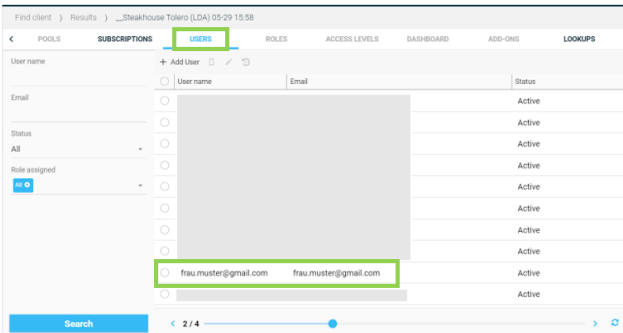 Find client > Results > __Steakhouse Tolero (LDA) 05-29 15:58
< POOLS SUBSCRIPTIONS USERS ROLES ACCESS LEVELS DASHBOARD ADD-ONS LOOKUPS
User name
+ Add User
User name Email Status
Email
Active
Active
Status
All
Active
Active
Role assigned
All
Active
Active
Active
Active
frau.muster@gmail.com frau.muster@gmail.com Active
Active
Search
< 2 / 4 >